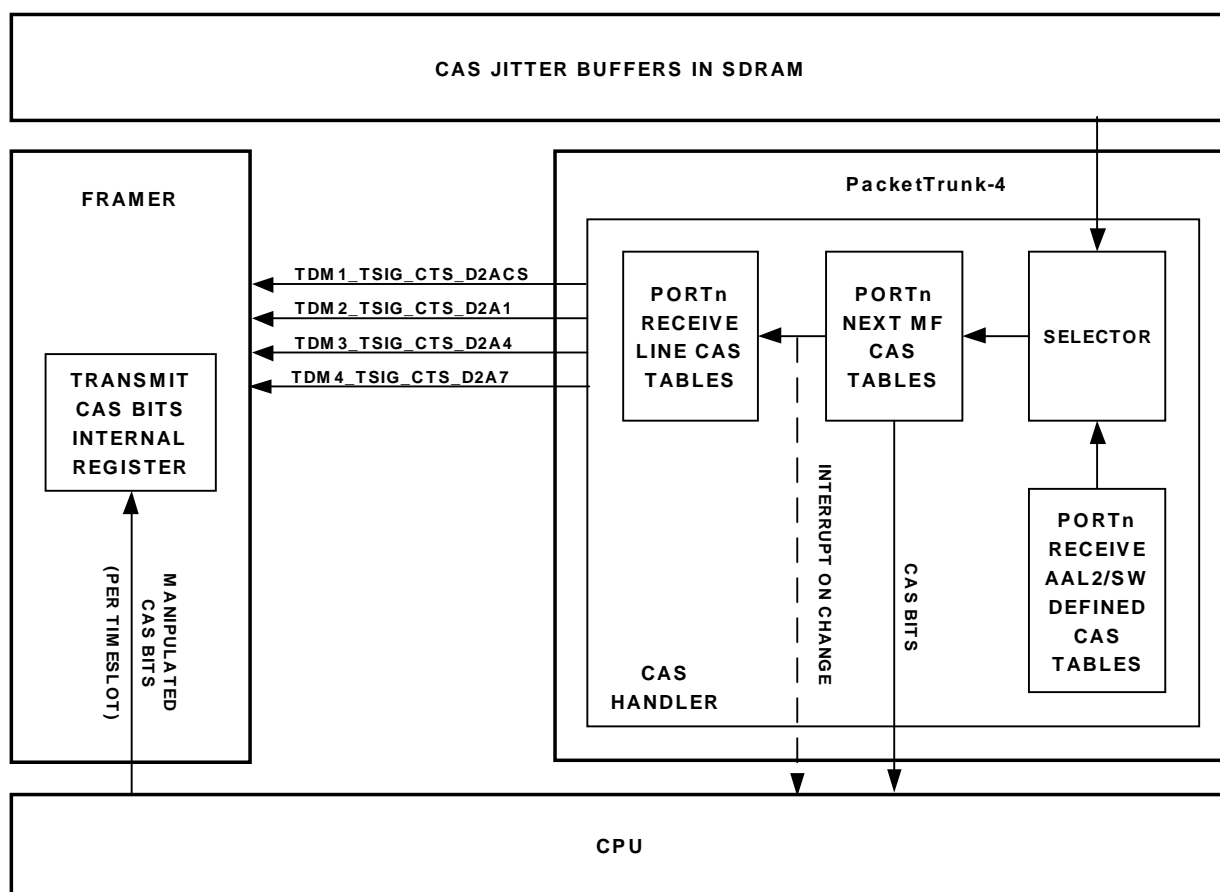 CAS JITTER BUFFERS IN SDRAM
FRAMER
PacketTrunk-4
TDM1_TSIG_CTS_D2ACS
TDM2_TSIG_CTS_D2A1
TDM3_TSIG_CTS_D2A4
TDM4_TSIG_CTS_D2A7
PORTn
RECEIVE
LINE CAS
TABLES
PORTn
NEXT MF
CAS
TABLES
SELECTOR
TRANSMIT
CAS BITS
INTERNAL
REGISTER
MANIPULATED
CAS BITS
(PER TIMESLOT)
INTERRUPT ON CHANGE
CAS BITS
PORTn
RECEIVE
AAL2/SW
DEFINED
CAS
TABLES
CAS
HANDLER
CPU